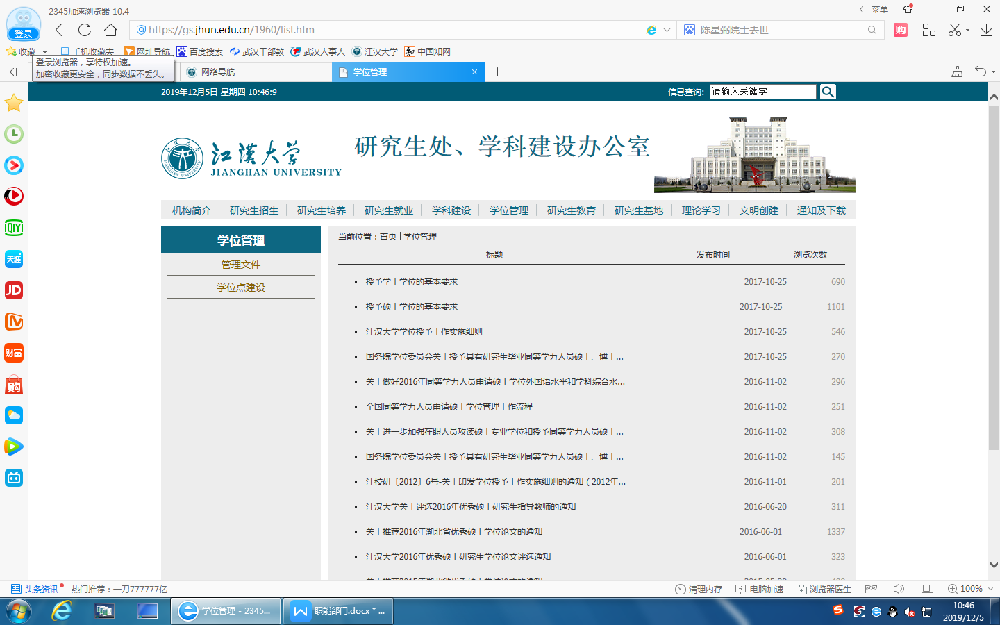 2345加速浏览器 10.4
菜单
登录
https://gs.jhun.edu.cn/1960/list.htm
陈星弼院士去世
购
收藏
手机收藏夹
网址导航
百度搜索
武汉干部教
武汉人事人
江汉大学
中国知网
登录浏览器，享特权加速。
加密收藏更安全，同步数据不丢失。
网络导航
学位管理
2019年12月5日 星期四 10:46:9
信息查询:
请输入关键字
江漢大学
JIANGHAN UNIVERSITY
研究生处、学科建设办公室
机构简介
研究生招生
研究生培养
研究生就业
学科建设
学位管理
研究生教育
研究生基地
理论学习
文明创建
通知及下载
学位管理
管理文件
学位点建设
当前位置：首页 | 学位管理
标题 发布时间 浏览次数
授予学士学位的基本要求 2017-10-25 690
授予硕士学位的基本要求 2017-10-25 1101
江汉大学学位授予工作实施细则 2017-10-25 546
国务院学位委员会关于授予具有研究生毕业同等学力人员硕士、博士... 2017-10-25 270
关于做好2016年同等学力人员申请硕士学位外国语水平和学科综合水... 2016-11-02 296
全国同等学力人员申请硕士学位管理工作流程 2016-11-02 251
关于进一步加强在职人员攻读硕士专业学位和授予同等学力人员硕士... 2016-11-02 308
国务院学位委员会关于授予具有研究生毕业同等学力人员硕士、博士... 2016-11-02 145
江校研〔2012〕6号-关于印发学位授予工作实施细则的通知（2012年... 2016-11-01 201
江汉大学关于评选2016年优秀硕士研究生指导教师的通知 2016-06-20 311
关于推荐2016年湖北省优秀硕士学位论文的通知 2016-06-01 1337
江汉大学2016年优秀硕士研究生学位论文评选通知 2016-06-01 323
iQIY
天涯
JD
财富
购
头条资讯
热门推荐：一刀777777亿
清理内存
电脑加速
浏览器医生
100%
学位管理 - 2345...
职能部门.docx * ...
10:46
2019/12/5